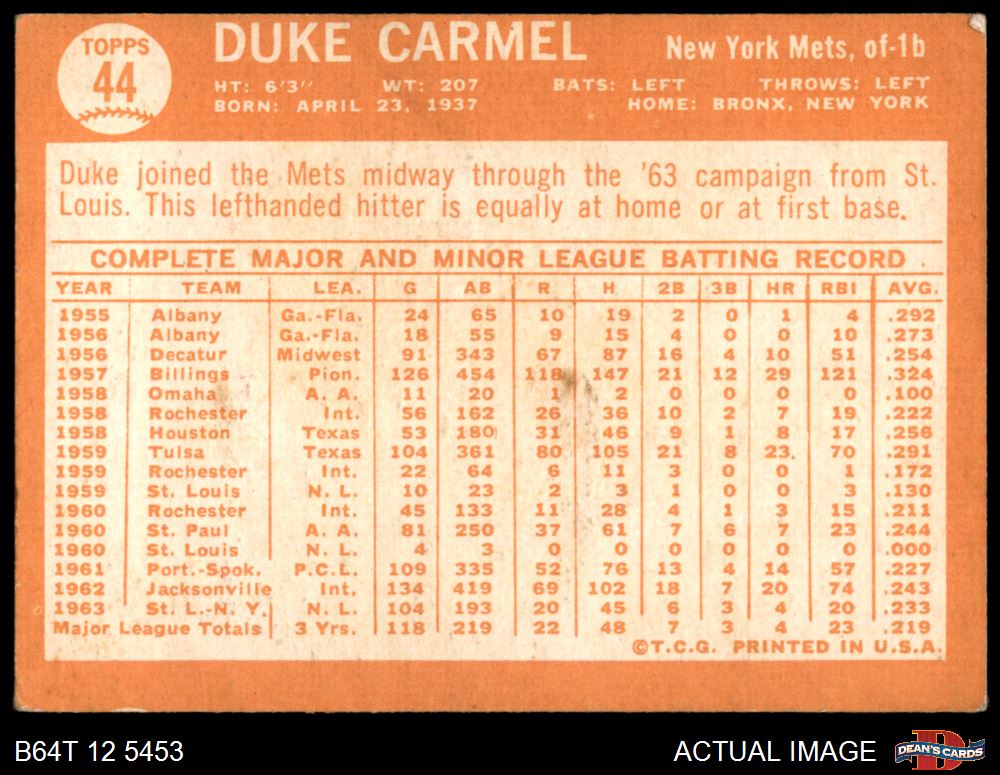 TOPPS
44
DUKE CARMEL
New York Mets, of-1b
HT: 6'3" WT: 207 BATS: LEFT THROWS: LEFT
BORN: APRIL 23, 1937 HOME: BRONX, NEW YORK
Duke joined the Mets midway through the '63 campaign from St.
Louis. This lefthanded hitter is equally at home or at first base.
COMPLETE MAJOR AND MINOR LEAGUE BATTING RECORD
YEAR TEAM LEA. G AB R H 2B 3B HR RBI AVG.
1955 Albany Ga.-Fla. 24 65 10 19 2 0 1 4 .292
1956 Albany Ga.-Fla. 18 55 9 15 4 0 0 10 .273
1956 Decatur Midwest 91 343 67 87 16 4 10 51 .254
1957 Billings Pion. 126 454 118 147 21 12 29 121 .324
1958 Omaha A. A. 11 20 1 2 0 0 0 0 .100
1958 Rochester Int. 56 162 26 36 10 2 7 19 .222
1958 Houston Texas 53 180 31 46 9 1 8 17 .256
1959 Tulsa Texas 104 361 80 105 21 8 23 70 .291
1959 Rochester Int. 22 64 6 11 3 0 0 1 .172
1959 St. Louis N. L. 10 23 2 3 1 0 0 3 .130
1960 Rochester Int. 45 133 11 28 4 1 3 15 .211
1960 St. Paul A. A. 81 250 37 61 7 6 7 23 .244
1960 St. Louis N. L. 4 3 0 0 0 0 0 0 .000
1961 Port.-Spok. P.C.L. 109 335 52 76 13 4 14 57 .227
1962 Jacksonville Int. 134 419 69 102 18 7 20 74 .243
1963 St. L.-N. Y. N. L. 104 193 20 45 6 3 4 20 .233
Major League Totals 3 Yrs. 118 219 22 48 7 3 4 23 .219
©T.C.G. PRINTED IN U.S.A.
B64T 12 5453
ACTUAL IMAGE
DEAN'S CARDS